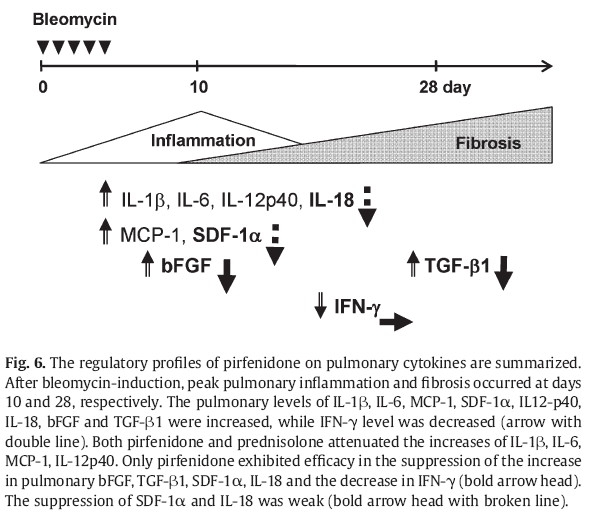 Bleomycin
0 10 28 day
Inflammation
Fibrosis
IL-1β, IL-6, IL-12p40, IL-18
MCP-1, SDF-1α
bFGF
TGF-β1
IFN-γ
Fig. 6. The regulatory profiles of pirfenidone on pulmonary cytokines are summarized.
After bleomycin-induction, peak pulmonary inflammation and fibrosis occurred at days
10 and 28, respectively. The pulmonary levels of IL-1β, IL-6, MCP-1, SDF-1α, IL12-p40,
IL-18, bFGF and TGF-β1 were increased, while IFN-γ level was decreased (arrow with
double line). Both pirfenidone and prednisolone attenuated the increases of IL-1β, IL-6,
MCP-1, IL-12p40. Only pirfenidone exhibited efficacy in the suppression of the increase
in pulmonary bFGF, TGF-β1, SDF-1α, IL-18 and the decrease in IFN-γ (bold arrow head).
The suppression of SDF-1α and IL-18 was weak (bold arrow head with broken line).